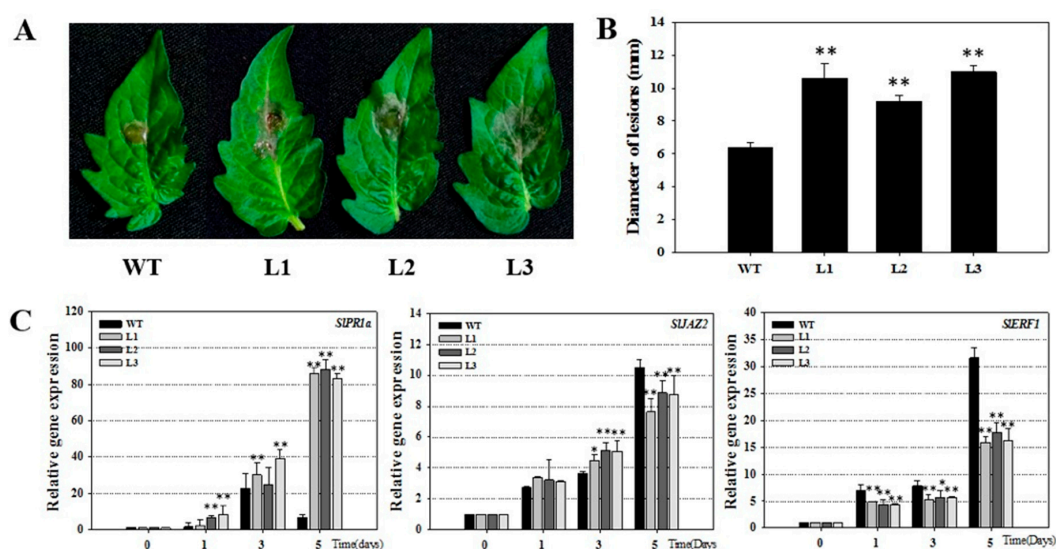 A
WT L1 L2 L3
B
Diameter of lesions (mm)
14
12
10
8
6
4
2
0
** ** **
WT L1 L2 L3
C
Relative gene expression
120
100
80
60
40
20
0
WT
L1
L2
L3
SlPR1a
** ** ** ** ** ** **
0 1 3 5 Time(days)
Relative gene expression
14
12
10
8
6
4
2
0
WT
L1
L2
L3
SlJAZ2
* ** ** ** ** **
0 1 3 5 Time(Days)
Relative gene expression
40
35
30
25
20
15
10
5
0
WT
L1
L2
L3
SlERF1
** ** ** ** * ** ** ** **
0 1 3 5 Time(Days)